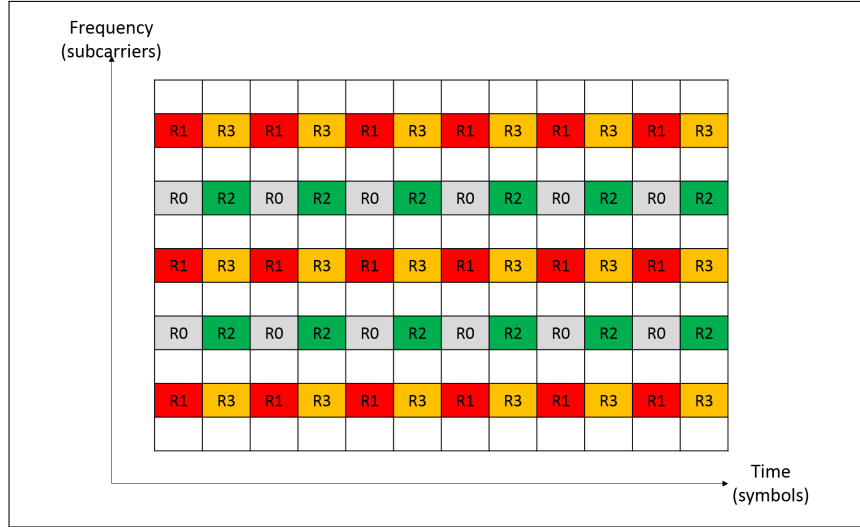 Frequency
(subcarriers)
R1 R3 R1 R3 R1 R3 R1 R3 R1 R3 R1 R3
R0 R2 R0 R2 R0 R2 R0 R2 R0 R2 R0 R2
R1 R3 R1 R3 R1 R3 R1 R3 R1 R3 R1 R3
R0 R2 R0 R2 R0 R2 R0 R2 R0 R2 R0 R2
R1 R3 R1 R3 R1 R3 R1 R3 R1 R3 R1 R3
Time
(symbols)